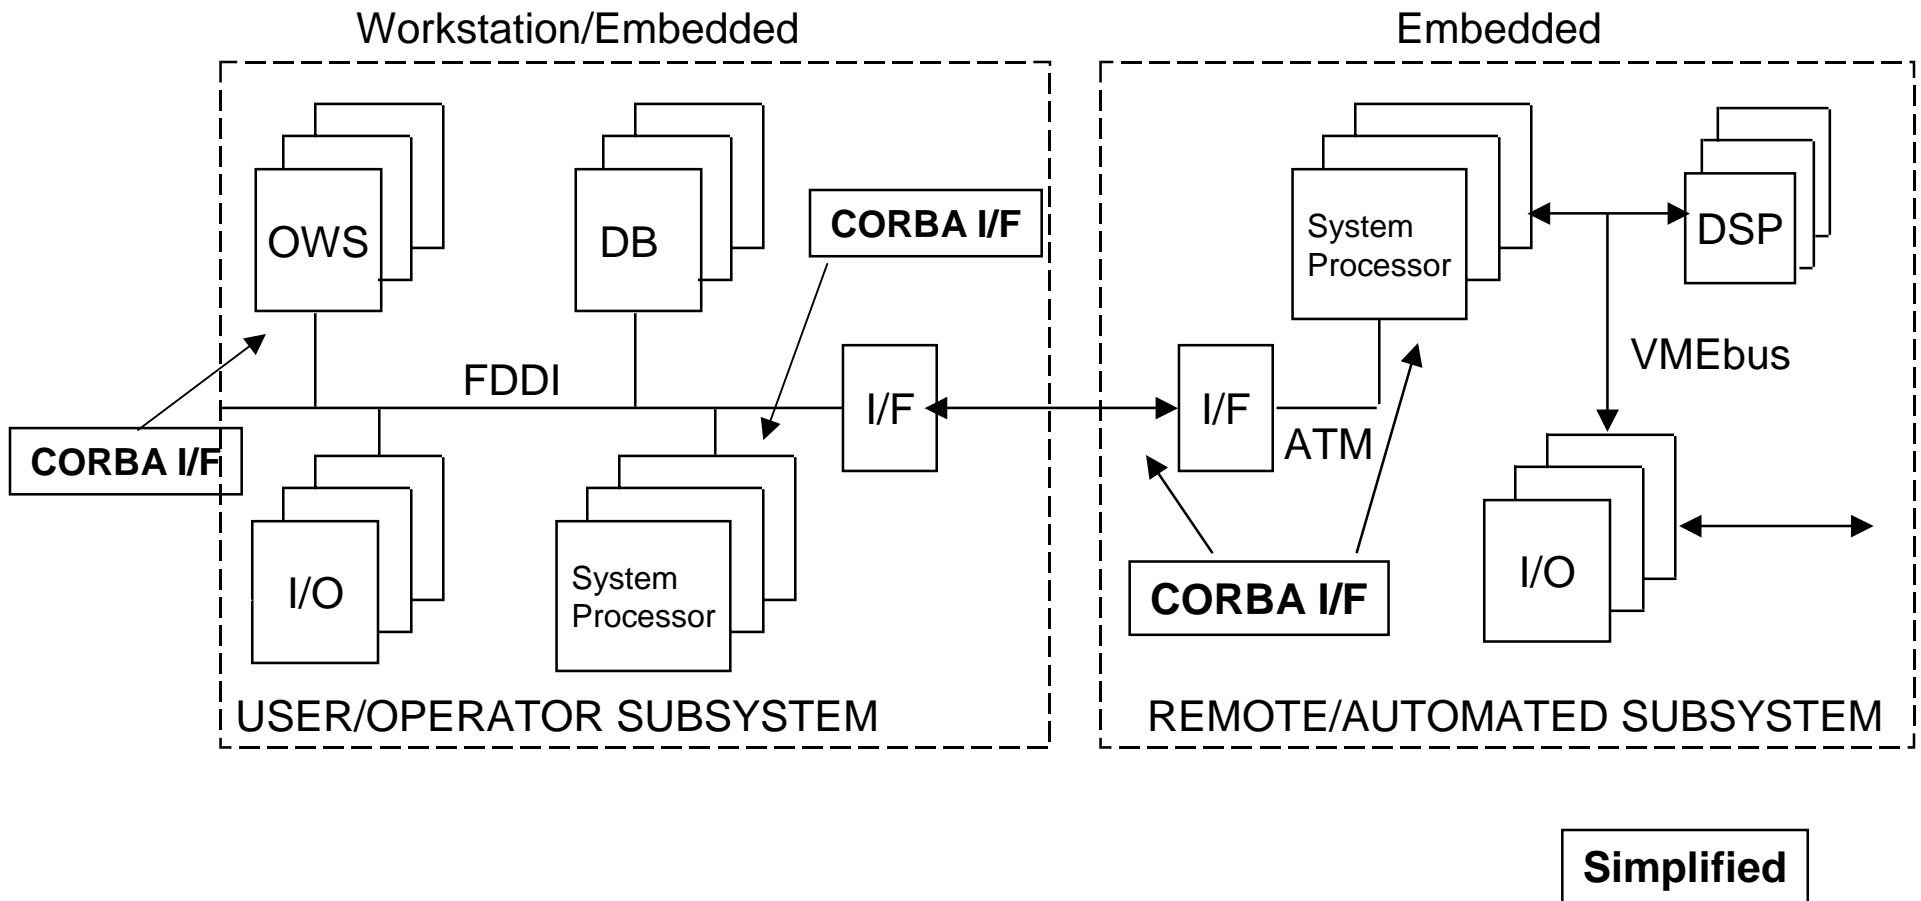 Workstation/Embedded
Embedded
OWS
DB
CORBA I/F
System
Processor
DSP
FDDI
I/F
I/F
VMEbus
ATM
CORBA I/F
I/O
System
Processor
CORBA I/F
I/O
USER/OPERATOR SUBSYSTEM
REMOTE/AUTOMATED SUBSYSTEM
Simplified